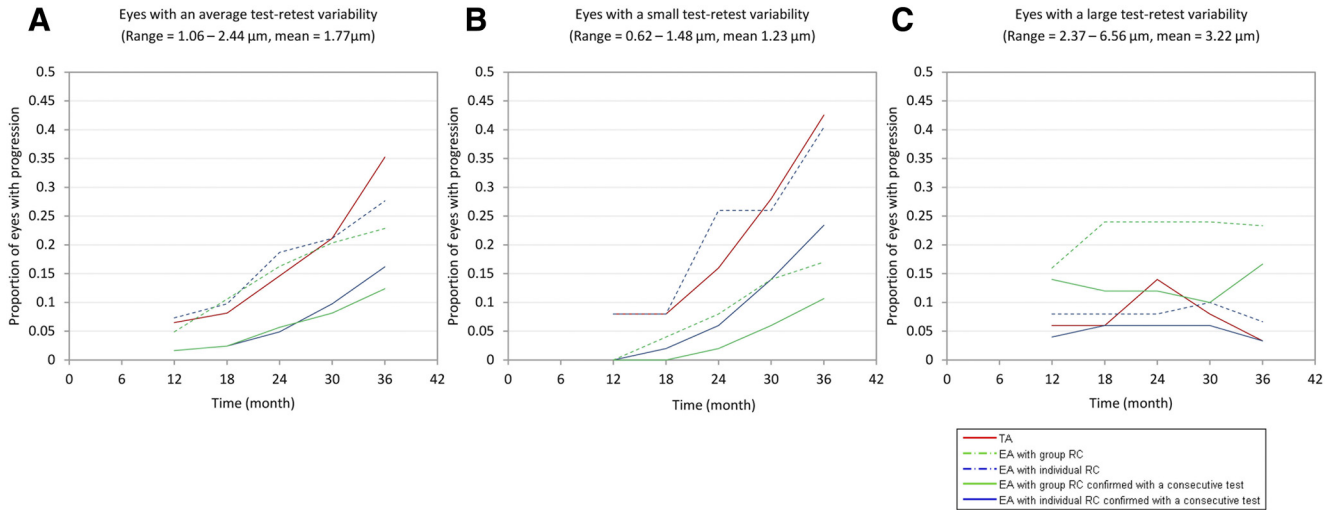 A
Eyes with an average test-retest variability
(Range = 1.06 – 2.44 µm, mean = 1.77µm)
Proportion of eyes with progression
0.5
0.45
0.4
0.35
0.3
0.25
0.2
0.15
0.1
0.05
0
0 6 12 18 24 30 36 42
Time (month)
B
Eyes with a small test-retest variability
(Range = 0.62 – 1.48 µm, mean 1.23 µm)
Proportion of eyes with progression
0.5
0.45
0.4
0.35
0.3
0.25
0.2
0.15
0.1
0.05
0
0 6 12 18 24 30 36 42
Time (month)
C
Eyes with a large test-retest variability
(Range = 2.37 – 6.56 µm, mean = 3.22 µm)
Proportion of eyes with progression
0.5
0.45
0.4
0.35
0.3
0.25
0.2
0.15
0.1
0.05
0
0 6 12 18 24 30 36 42
Time (month)
TA
EA with group RC
EA with individual RC
EA with group RC confirmed with a consecutive test
EA with individual RC confirmed with a consecutive test